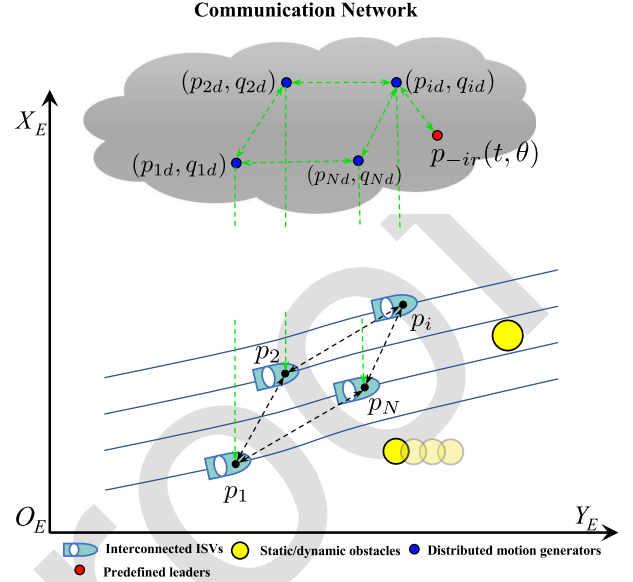 Communication Network
X_E
(p_{2d}, q_{2d})
(p_{id}, q_{id})
(p_{1d}, q_{1d})
(p_{Nd}, q_{Nd})
p_{-ir}(t, θ)
p_i
p_2
p_N
p_1
O_E
Y_E
Interconnected ISVs
Static/dynamic obstacles
Distributed motion generators
Predefined leaders